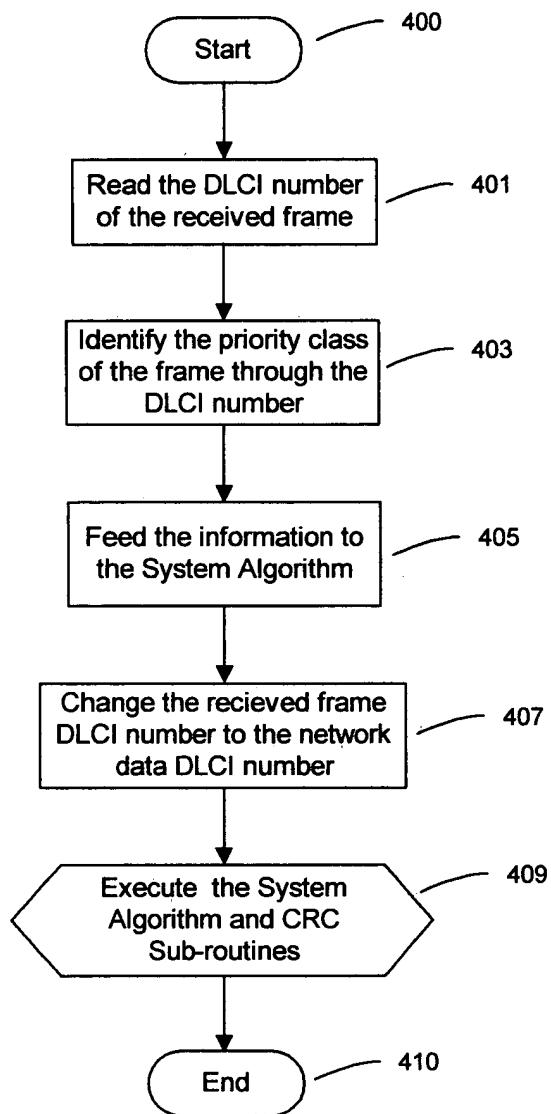 Start
400
Read the DLCI number
of the received frame
401
Identify the priority class
of the frame through the
DLCI number
403
Feed the information to
the System Algorithm
405
Change the recieved frame
DLCI number to the network
data DLCI number
407
Execute the System
Algorithm and CRC
Sub-routines
409
End
410